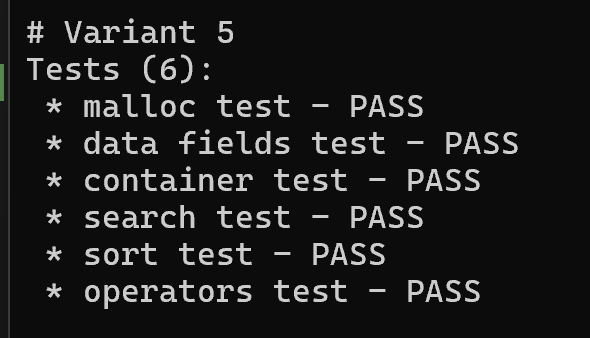 # Variant 5
Tests (6):
 * malloc test – PASS
 * data fields test – PASS
 * container test – PASS
 * search test – PASS
 * sort test – PASS
 * operators test – PASS